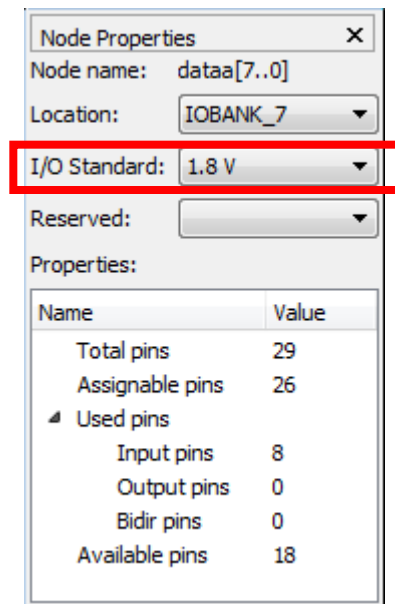 Node Properties ×
Node name: dataa[7..0]
Location: IOBANK_7
I/O Standard: 1.8 V
Reserved:
Properties:
Name Value
Total pins 29
Assignable pins 26
Used pins
Input pins 8
Output pins 0
Bidir pins 0
Available pins 18